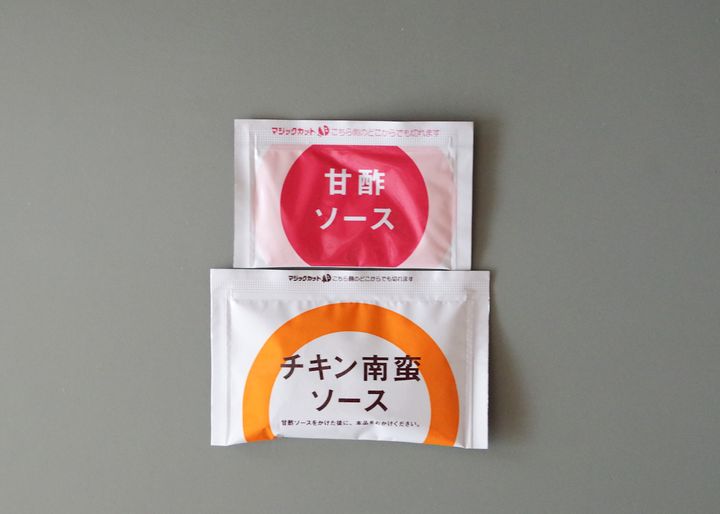 マジックカット こちら側のどこからでも切れます
甘酢
ソース
マジックカット こちら側のどこからでも切れます
チキン南蛮
ソース
甘酢ソースをかけた後に、本品をおかけください。